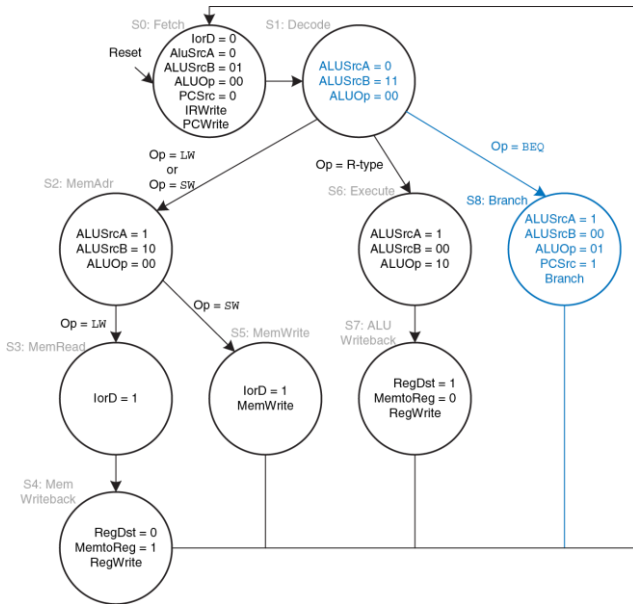 S0: Fetch
IorD = 0
AluSrcA = 0
ALUSrcB = 01
ALUOp = 00
PCSrc = 0
IRWrite
PCWrite
Reset
S1: Decode
ALUSrcA = 0
ALUSrcB = 11
ALUOp = 00
Op = LW
or
Op = SW
Op = R-type
Op = BEQ
S2: MemAdr
ALUSrcA = 1
ALUSrcB = 10
ALUOp = 00
S6: Execute
ALUSrcA = 1
ALUSrcB = 00
ALUOp = 10
S8: Branch
ALUSrcA = 1
ALUSrcB = 00
ALUOp = 01
PCSrc = 1
Branch
Op = LW
Op = SW
S3: MemRead
IorD = 1
S5: MemWrite
IorD = 1
MemWrite
S7: ALU
Writeback
RegDst = 1
MemtoReg = 0
RegWrite
S4: Mem
Writeback
RegDst = 0
MemtoReg = 1
RegWrite